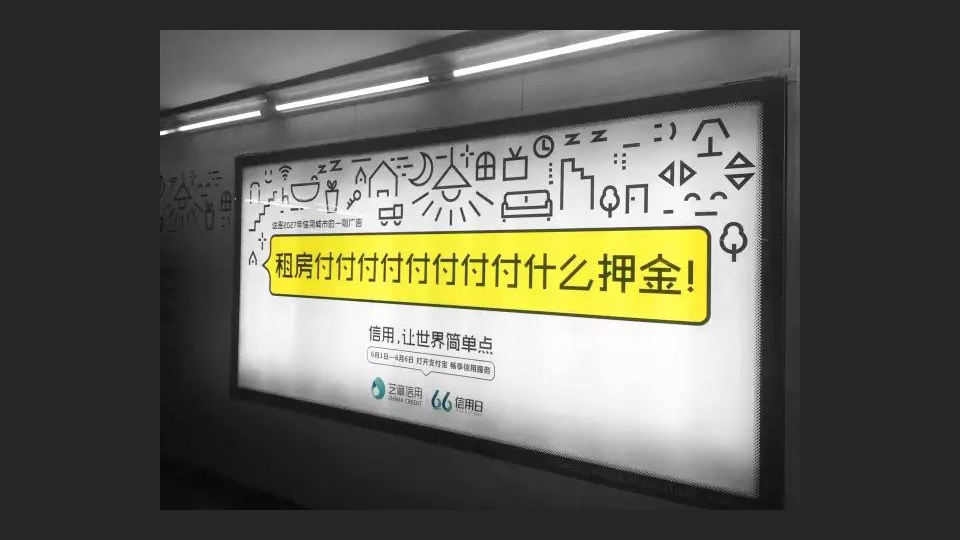 这是2027年信用城市的一则广告
租房付付付付付付付付什么押金!
信用,让世界简单点
6月1日—6月6日 打开支付宝 畅享信用服务
芝麻信用
ZHIMA CREDIT
66 信用日